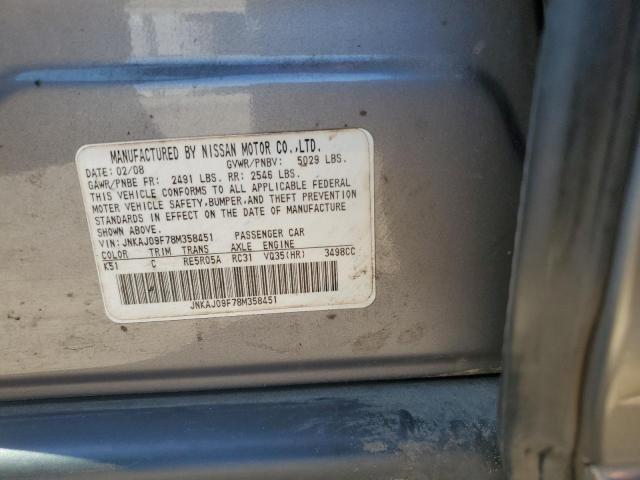 MANUFACTURED BY NISSAN MOTOR CO.,LTD.
DATE: 02/08 GVWR/PNBV: 5029 LBS.
GAWR/PNBE FR: 2491 LBS. RR: 2546 LBS.
THIS VEHICLE CONFORMS TO ALL APPLICABLE FEDERAL
MOTOR VEHICLE SAFETY,BUMPER,AND THEFT PREVENTION
STANDARDS IN EFFECT ON THE DATE OF MANUFACTURE
SHOWN ABOVE.
VIN: JNKAJ09F78M358451 PASSENGER CAR
COLOR TRIM TRANS AXLE ENGINE
K51 C RE5R05A RC31 VQ35(HR) 3498CC
JNKAJ09F78M358451